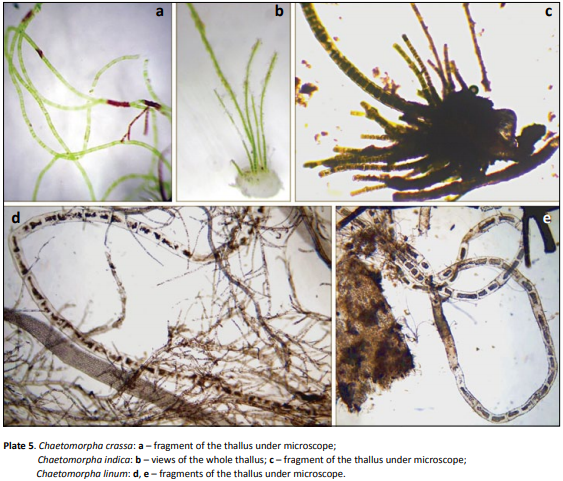 a
b
c
d
e
Plate 5. Chaetomorpha crassa: a – fragment of the thallus under microscope;
Chaetomorpha indica: b – views of the whole thallus; c – fragment of the thallus under microscope;
Chaetomorpha linum: d, e – fragments of the thallus under microscope.